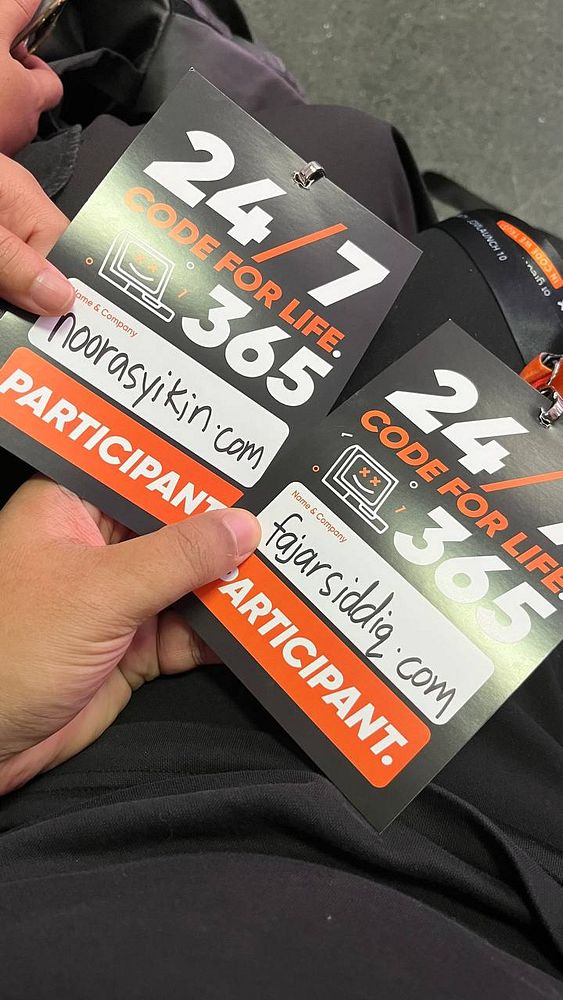 24/7
CODE FOR LIFE.
365
Name & Company
noorasyikin.com
PARTICIPANT
24/7
CODE FOR LIFE.
365
Name & Company
fajarsiddiq.com
PARTICIPANT.